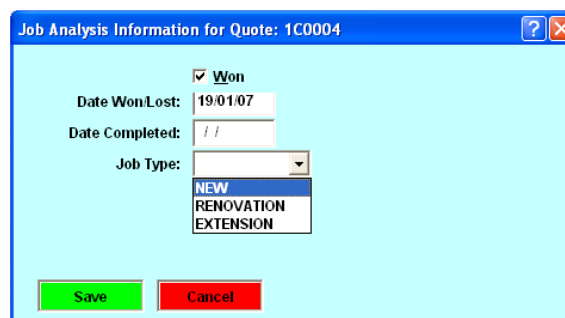 Job Analysis Information for Quote: 1C0004
Won
Date Won/Lost: 19/01/07
Date Completed: / /
Job Type:
NEW
RENOVATION
EXTENSION
Save Cancel